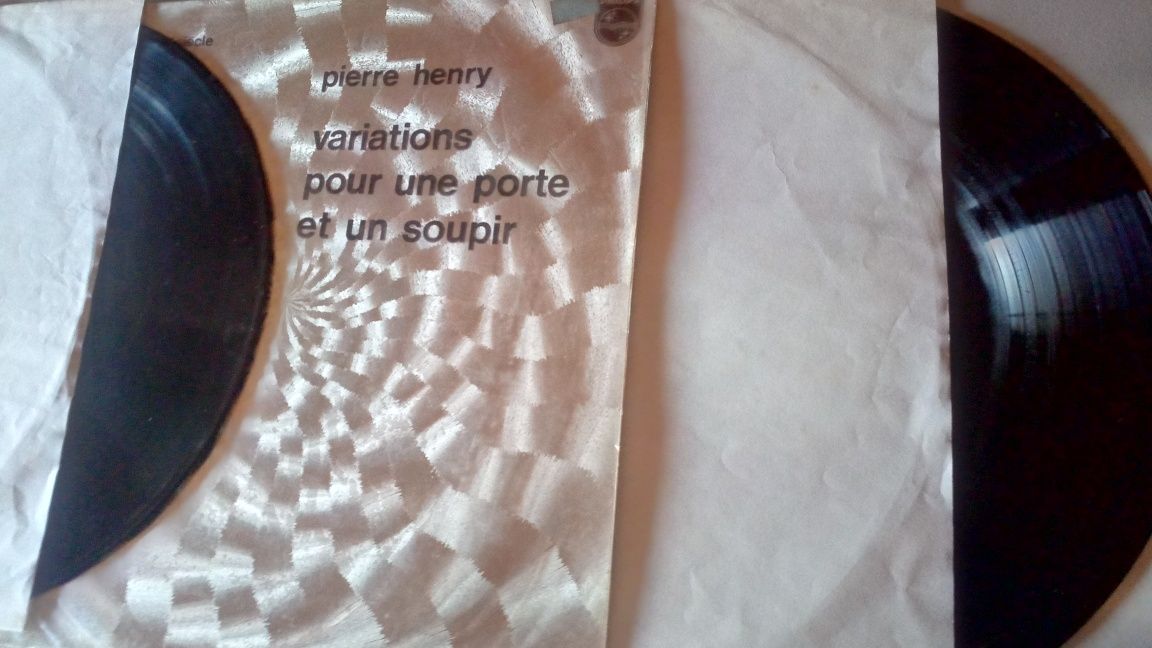 pierre henry
variations
pour une porte
et un soupir